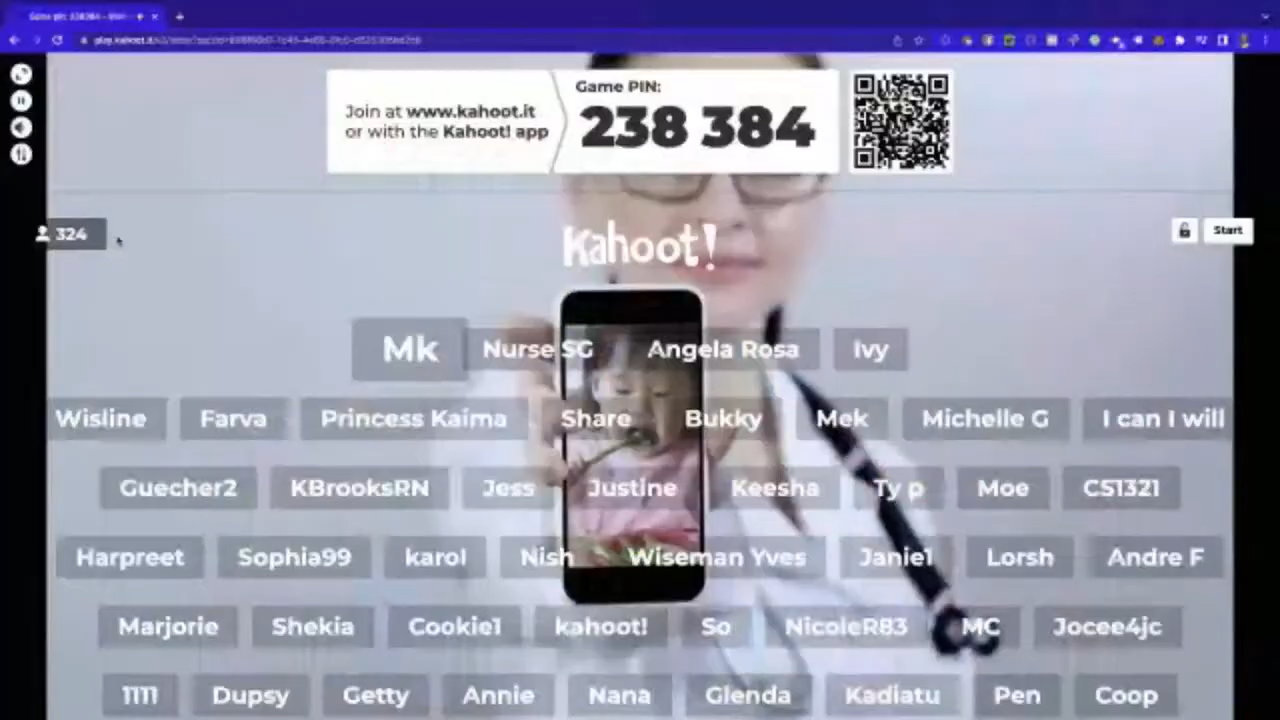 Game PIN:
Join at www.kahoot.it
or with the Kahoot! app
238 384
324
Start
Kahoot!
Mk Nurse SG Angela Rosa Ivy
Wisline Farva Princess Kaima Share Bukky Mek Michelle G I can I will
Guecher2 KBrooksRN Jess Justine Keesha Ty p Moe CS1321
Harpreet Sophia99 karol Nish Wiseman Yves Janie1 Lorsh Andre F
Marjorie Shekia Cookie1 kahoot! So NicoleR83 MC Jocee4jc
1111 Dupsy Getty Annie Nana Glenda Kadiatu Pen Coop